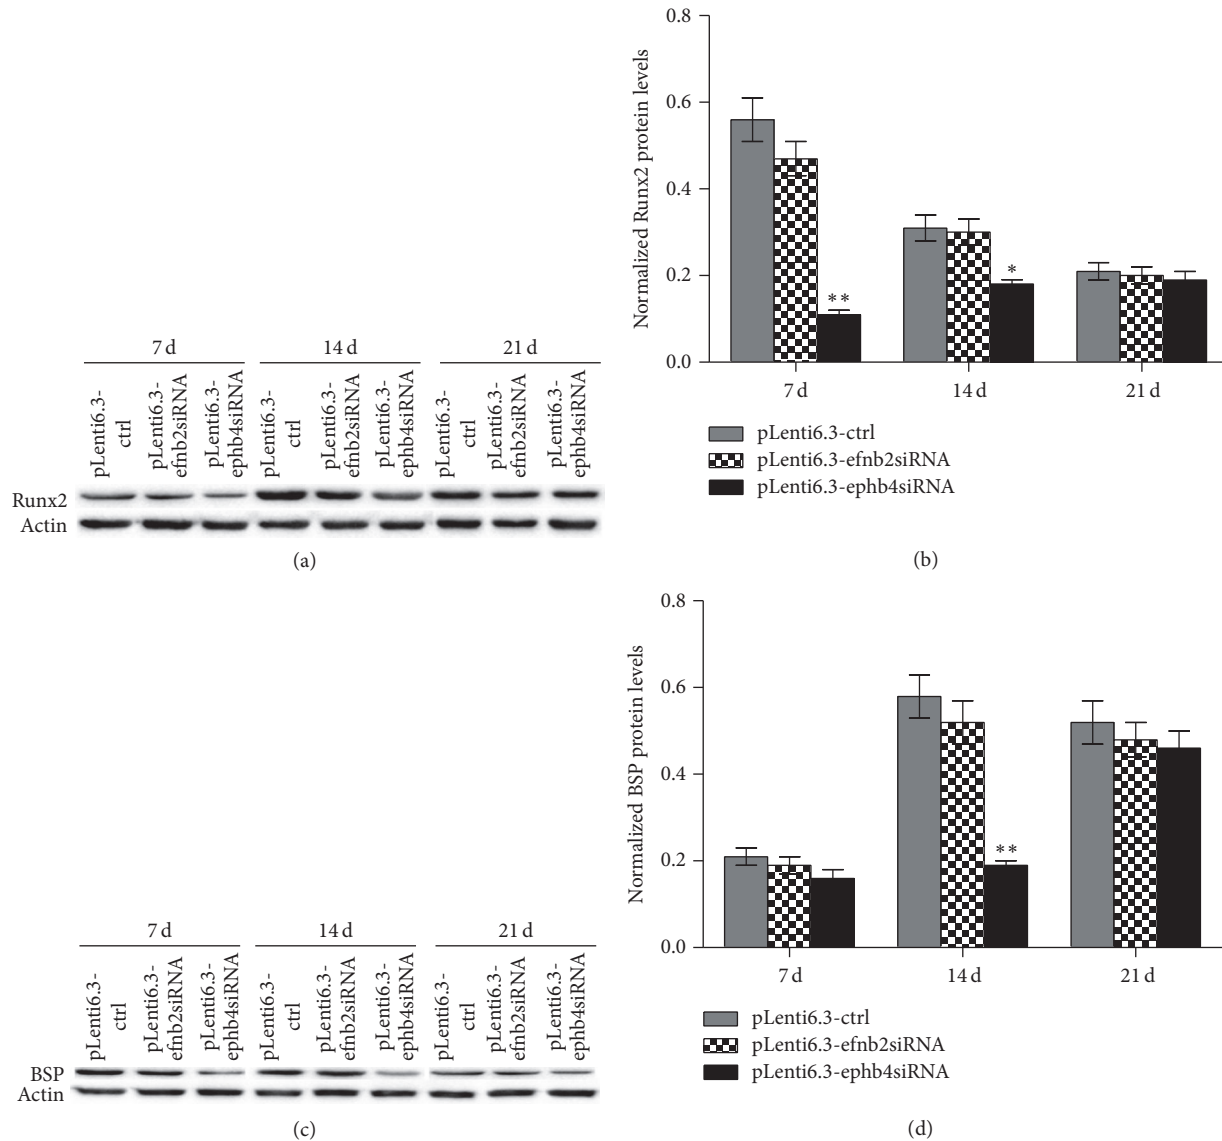 7 d
14 d
21 d
pLenti6.3-
ctrl
pLenti6.3-
efnb2siRNA
pLenti6.3-
ephb4siRNA
pLenti6.3-
ctrl
pLenti6.3-
efnb2siRNA
pLenti6.3-
ephb4siRNA
pLenti6.3-
ctrl
pLenti6.3-
efnb2siRNA
pLenti6.3-
ephb4siRNA
Runx2
Actin
(a)
Normalized Runx2 protein levels
0.8
0.6
0.4
0.2
0.0
**
*
7 d
14 d
21 d
pLenti6.3-ctrl
pLenti6.3-efnb2siRNA
pLenti6.3-ephb4siRNA
(b)
7 d
14 d
21 d
pLenti6.3-
ctrl
pLenti6.3-
efnb2siRNA
pLenti6.3-
ephb4siRNA
pLenti6.3-
ctrl
pLenti6.3-
efnb2siRNA
pLenti6.3-
ephb4siRNA
pLenti6.3-
ctrl
pLenti6.3-
efnb2siRNA
pLenti6.3-
ephb4siRNA
BSP
Actin
(c)
Normalized BSP protein levels
0.8
0.6
0.4
0.2
0.0
**
7 d
14 d
21 d
pLenti6.3-ctrl
pLenti6.3-efnb2siRNA
pLenti6.3-ephb4siRNA
(d)